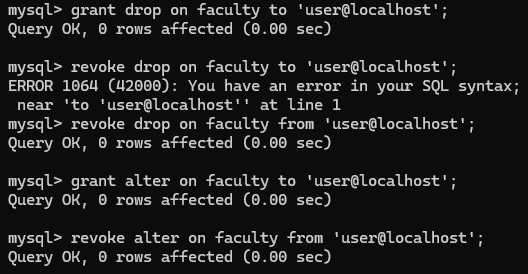 mysql> grant drop on faculty to 'user@localhost';
Query OK, 0 rows affected (0.00 sec)
mysql> revoke drop on faculty to 'user@localhost';
ERROR 1064 (42000): You have an error in your SQL syntax;
 near 'to 'user@localhost'' at line 1
mysql> revoke drop on faculty from 'user@localhost';
Query OK, 0 rows affected (0.00 sec)
mysql> grant alter on faculty to 'user@localhost';
Query OK, 0 rows affected (0.00 sec)
mysql> revoke alter on faculty from 'user@localhost';
Query OK, 0 rows affected (0.00 sec)